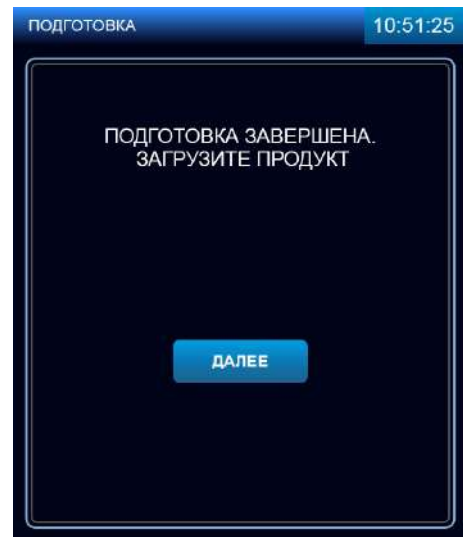 ПОДГОТОВКА 10:51:25
ПОДГОТОВКА ЗАВЕРШЕНА.
ЗАГРУЗИТЕ ПРОДУКТ
ДАЛЕЕ